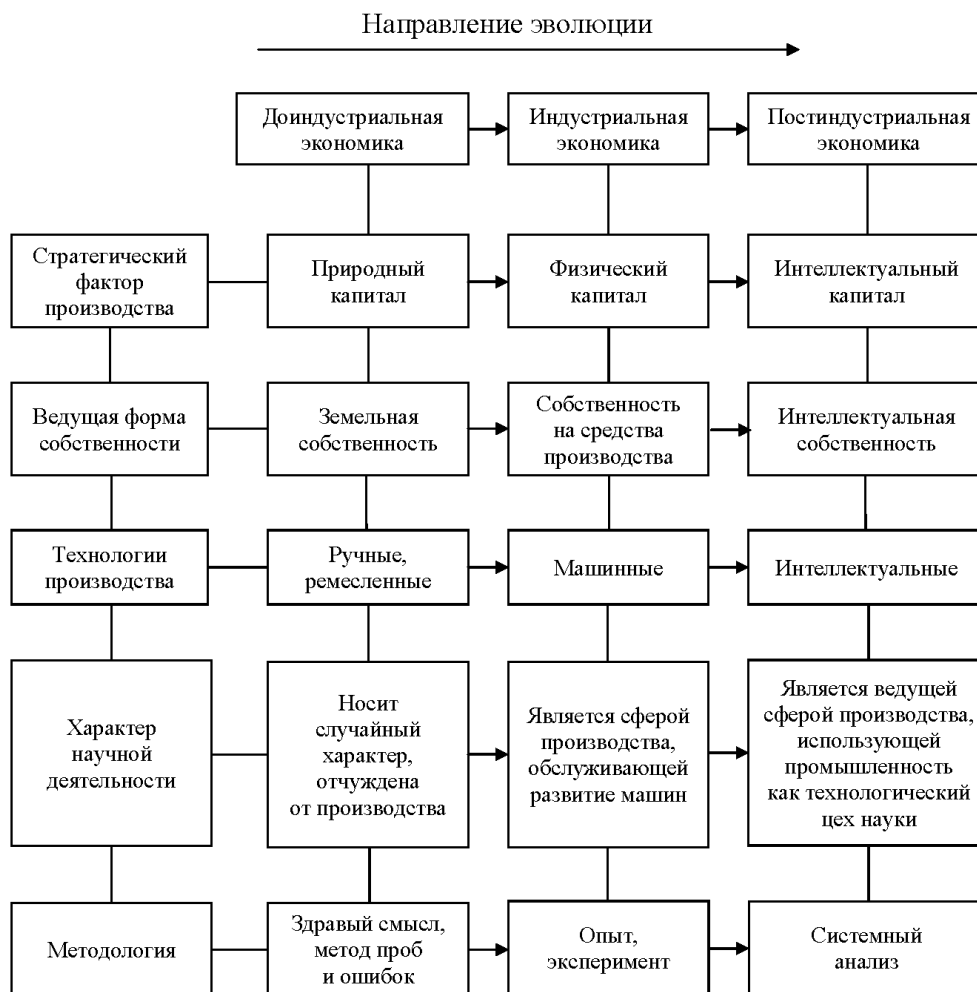 Направление эволюции
Доиндустриальная
экономика
Индустриальная
экономика
Постиндустриальная
экономика
Стратегический
фактор
производства
Природный
капитал
Физический
капитал
Интеллектуальный
капитал
Ведущая форма
собственности
Земельная
собственность
Собственность
на средства
производства
Интеллектуальная
собственность
Технологии
производства
Ручные,
ремесленные
Машинные
Интеллектуальные
Характер
научной
деятельности
Носит
случайный
характер,
отчуждена
от производства
Является сферой
производства,
обслуживающей
развитие машин
Является ведущей
сферой производства,
использующей
промышленность
как технологический
цех науки
Методология
Здравый смысл,
метод проб
и ошибок
Опыт,
эксперимент
Системный
анализ